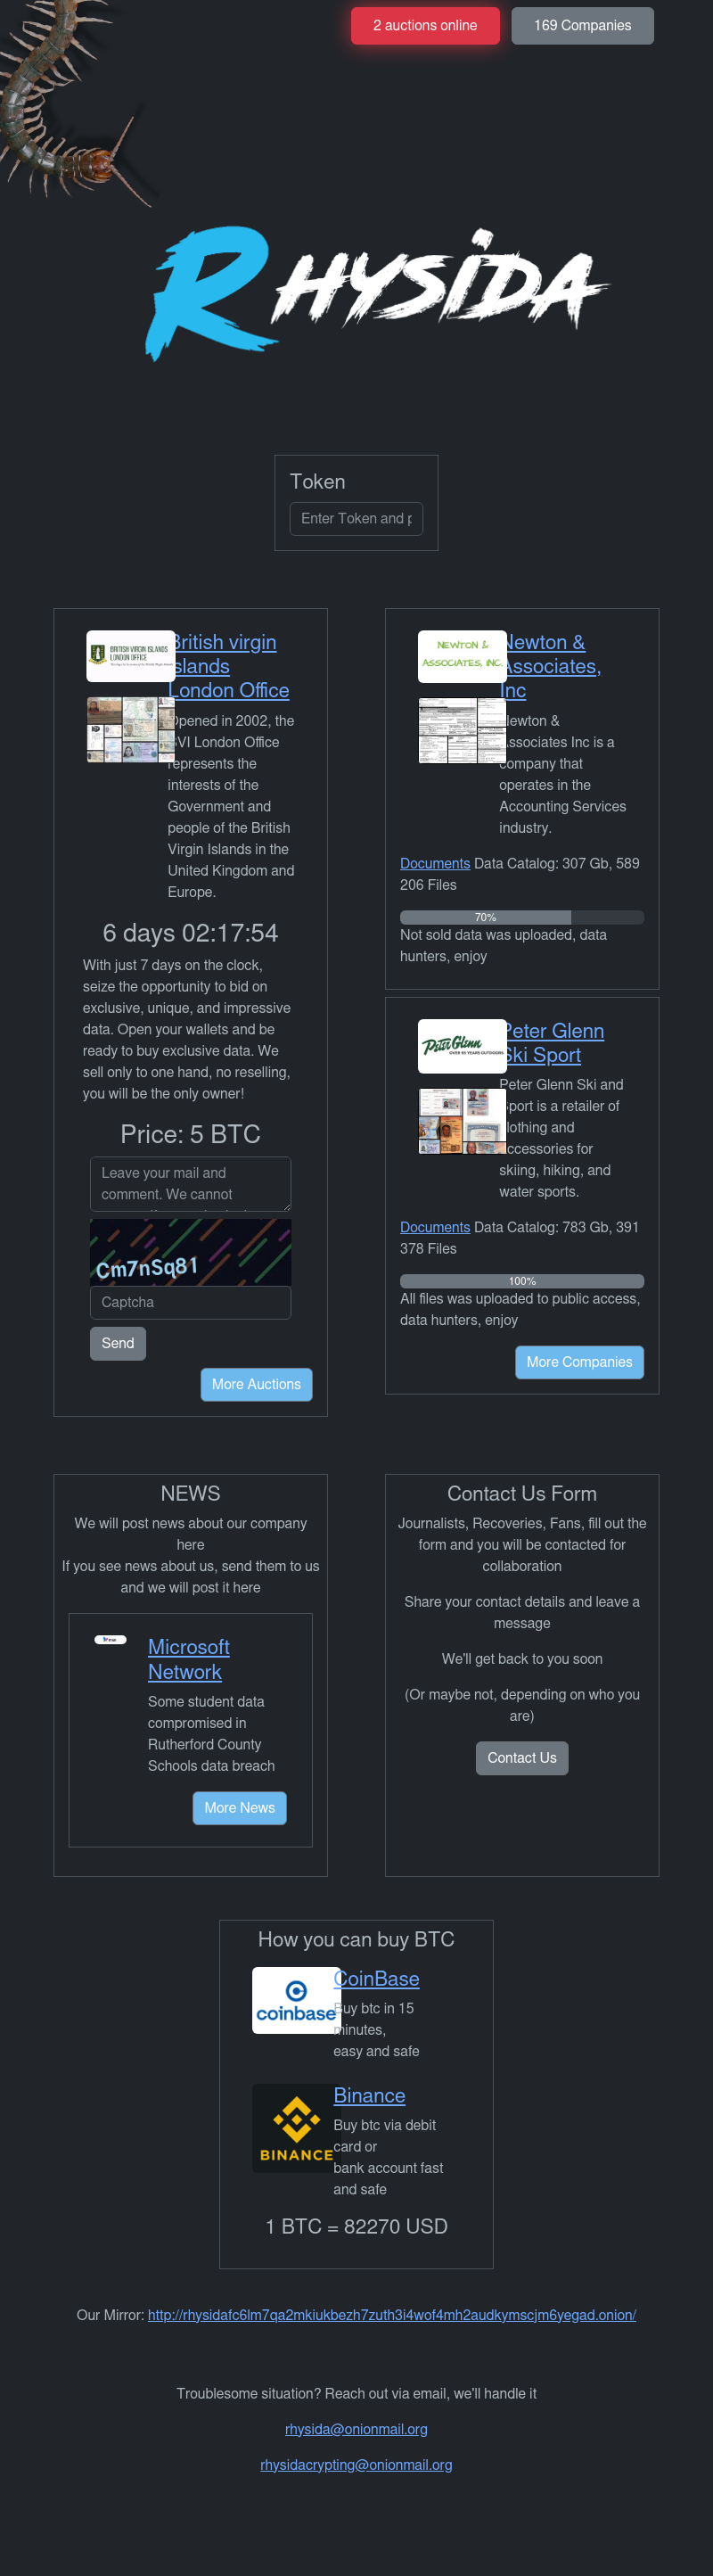 2 auctions online
169 Companies
RHYSIDA
Token
Enter Token and p
BRITISH VIRGIN ISLANDS
LONDON OFFICE
British virgin
islands
London Office
Opened in 2002, the
BVI London Office
represents the
interests of the
Government and
people of the British
Virgin Islands in the
United Kingdom and
Europe.
6 days 02:17:54
With just 7 days on the clock,
seize the opportunity to bid on
exclusive, unique, and impressive
data. Open your wallets and be
ready to buy exclusive data. We
sell only to one hand, no reselling,
you will be the only owner!
Price: 5 BTC
Leave your mail and
comment. We cannot
Cm7nSq81
Captcha
Send
More Auctions
NEWTON &
ASSOCIATES, INC.
Newton &
Associates,
Inc
Newton &
Associates Inc is a
company that
operates in the
Accounting Services
industry.
Documents Data Catalog: 307 Gb, 589
206 Files
70%
Not sold data was uploaded, data
hunters, enjoy
Peter Glenn
OVER 50 YEARS OUTDOORS
Peter Glenn
Ski Sport
Peter Glenn Ski and
Sport is a retailer of
clothing and
accessories for
skiing, hiking, and
water sports.
Documents Data Catalog: 783 Gb, 391
378 Files
100%
All files was uploaded to public access,
data hunters, enjoy
More Companies
NEWS
We will post news about our company
here
If you see news about us, send them to us
and we will post it here
Microsoft
Network
Some student data
compromised in
Rutherford County
Schools data breach
More News
Contact Us Form
Journalists, Recoveries, Fans, fill out the
form and you will be contacted for
collaboration
Share your contact details and leave a
message
We'll get back to you soon
(Or maybe not, depending on who you
are)
Contact Us
How you can buy BTC
coinbase
CoinBase
Buy btc in 15
minutes,
easy and safe
BINANCE
Binance
Buy btc via debit
card or
bank account fast
and safe
1 BTC = 82270 USD
Our Mirror: http://rhysidafc6lm7qa2mkiukbezh7zuth3i4wof4mh2audkymscjm6yegad.onion/
Troublesome situation? Reach out via email, we'll handle it
rhysida@onionmail.org
rhysidacrypting@onionmail.org